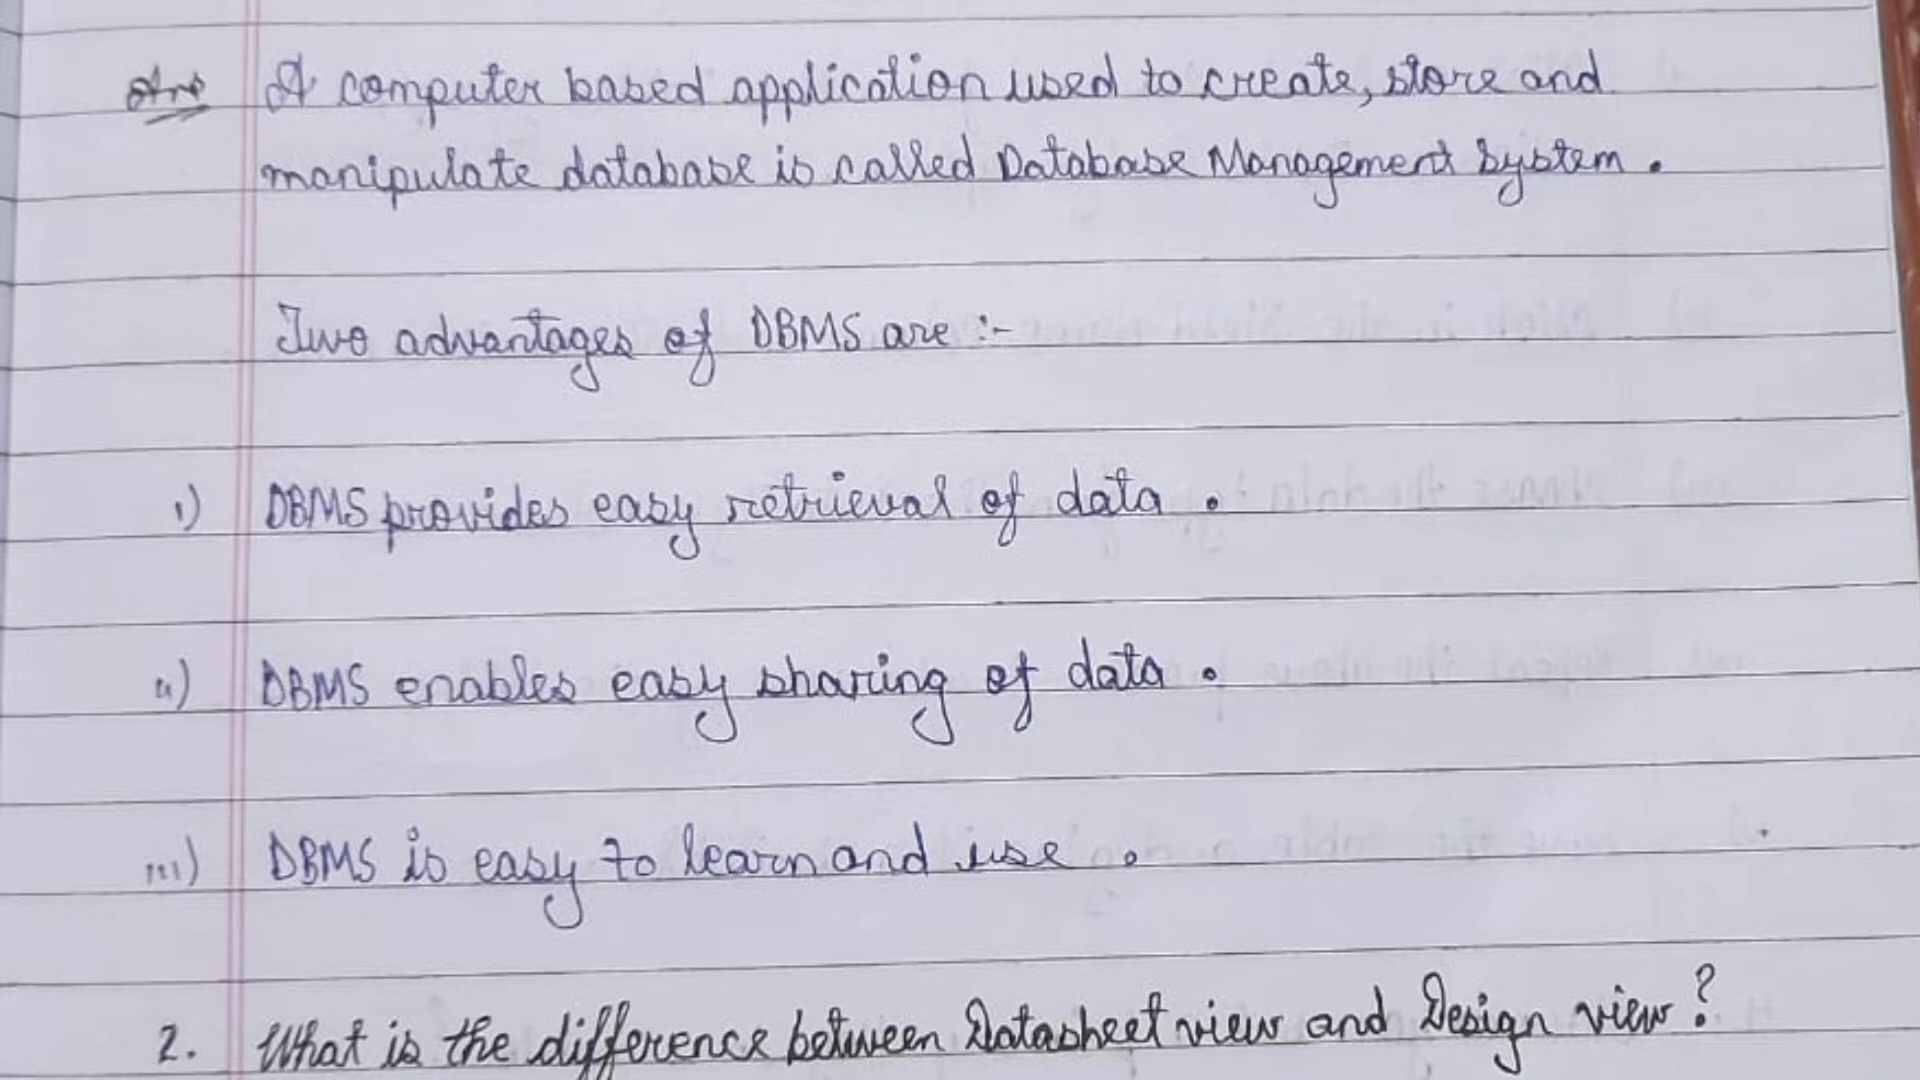 Ans A computer based application used to create, store and
manipulate database is called Database Management System.
Two advantages of DBMS are :-
i) DBMS provides easy retrieval of data.
ii) DBMS enables easy sharing of data.
iii) DBMS is easy to learn and use.
2. What is the difference between Datasheet view and Design view?